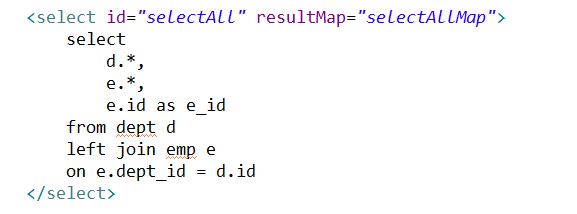 <select id="selectAll" resultMap="selectAllMap">
select
d.*,
e.*,
e.id as e_id
from dept d
left join emp e
on e.dept_id = d.id
</select>